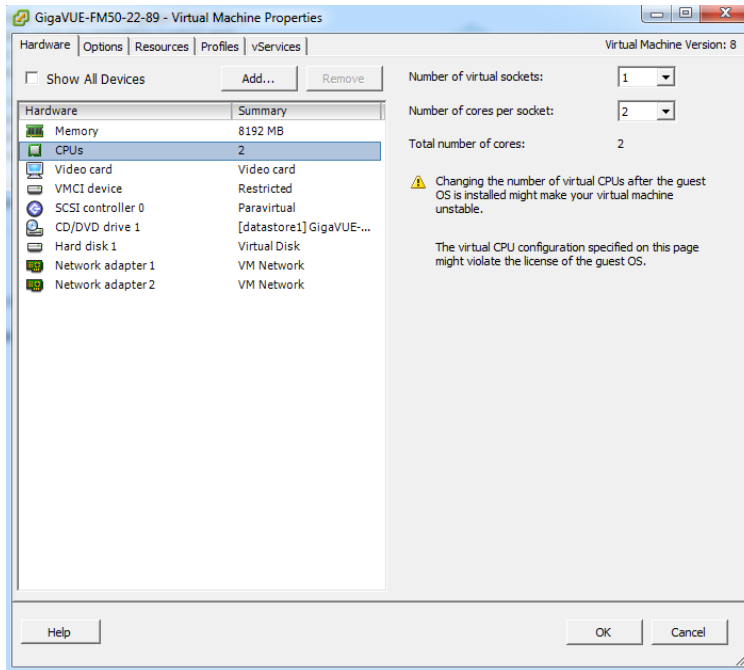 GigaVUE-FM50-22-89 - Virtual Machine Properties
Hardware Options Resources Profiles vServices Virtual Machine Version: 8
Show All Devices Add... Remove
Hardware Summary
Memory 8192 MB
CPUs 2
Video card Video card
VMCI device Restricted
SCSI controller 0 Paravirtual
CD/DVD drive 1 [datastore1] GigaVUE-...
Hard disk 1 Virtual Disk
Network adapter 1 VM Network
Network adapter 2 VM Network
Number of virtual sockets: 1
Number of cores per socket: 2
Total number of cores: 2
Changing the number of virtual CPUs after the guest
OS is installed might make your virtual machine
unstable.
The virtual CPU configuration specified on this page
might violate the license of the guest OS.
Help OK Cancel